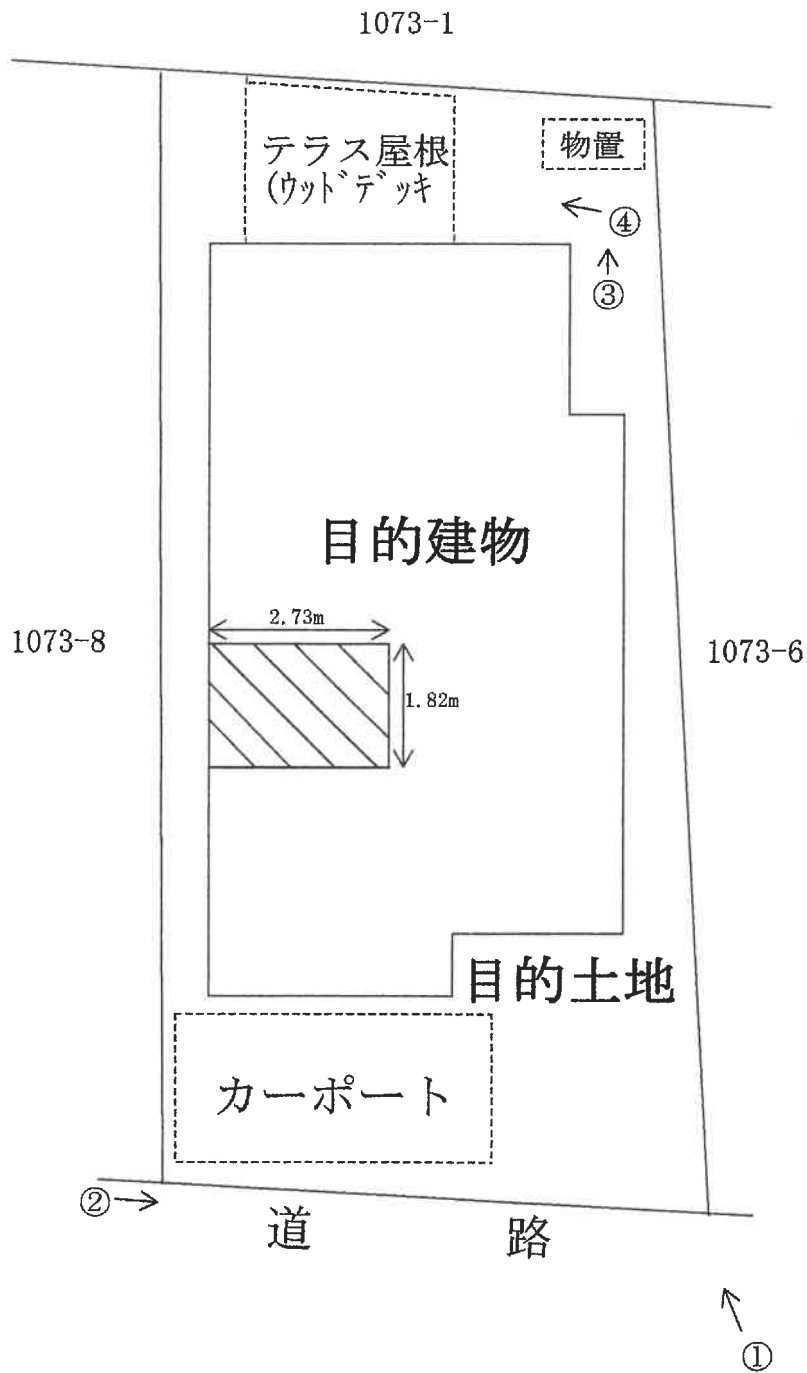 1073-1
テラス屋根
(ウッドデッキ
物置
④
③
目的建物
2.73m
1073-8
1.82m
1073-6
目的土地
カーポート
②
道　路
①